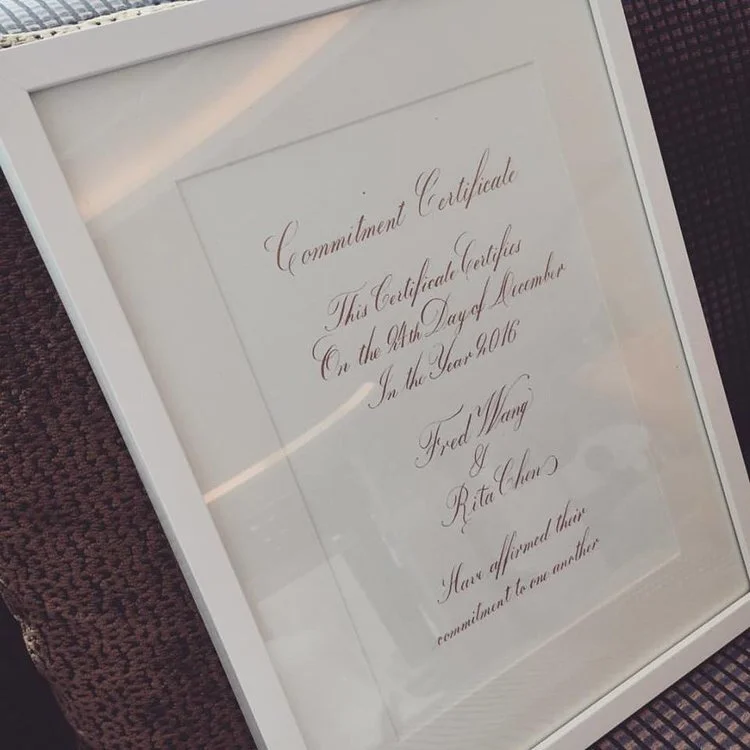 Commitment Certificate
This Certificate Certifies
On the 24th Day of December
In the Year 2016
Fred Wang
&
Rita Chen
Have affirmed their
commitment to one another